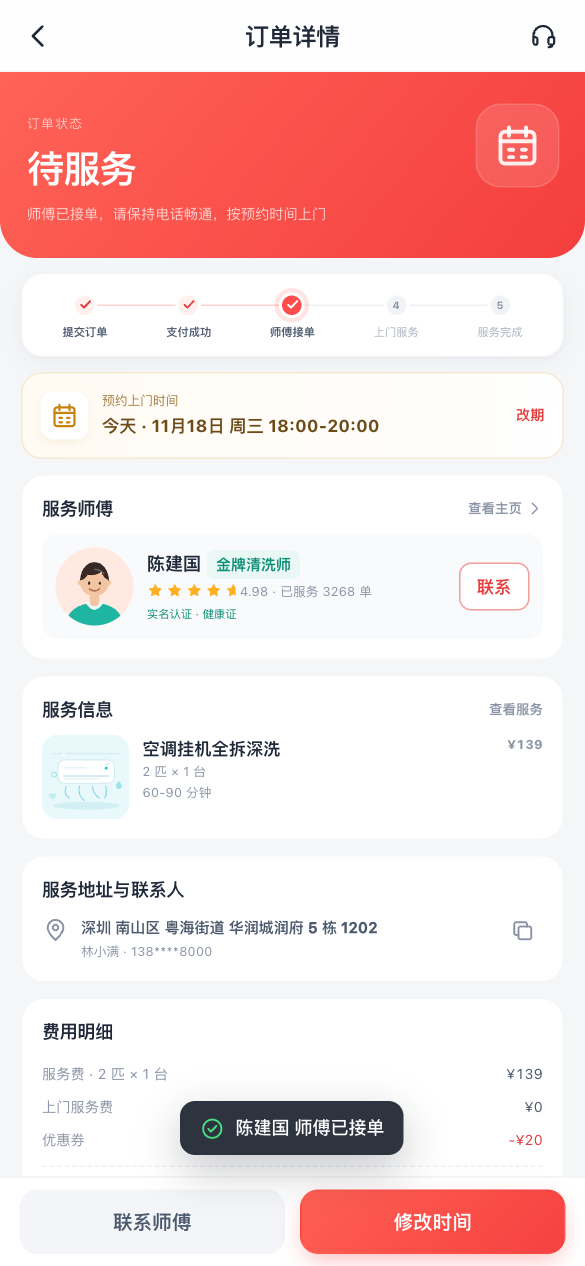 订单详情
订单状态
待服务
师傅已接单，请保持电话畅通，按预约时间上门
4
5
提交订单
支付成功
师傅接单
上门服务
服务完成
预约上门时间
今天 · 11月18日 周三 18:00-20:00
改期
服务师傅
查看主页
陈建国 金牌清洗师
4.98 · 已服务 3268 单
实名认证 · 健康证
联系
服务信息
查看服务
空调挂机全拆深洗
¥139
2 匹 × 1 台
60-90 分钟
服务地址与联系人
深圳 南山区 粤海街道 华润城润府 5 栋 1202
林小满 · 138****8000
费用明细
服务费 · 2 匹 × 1 台
¥139
上门服务费
¥0
优惠券
-¥20
陈建国 师傅已接单
联系师傅
修改时间